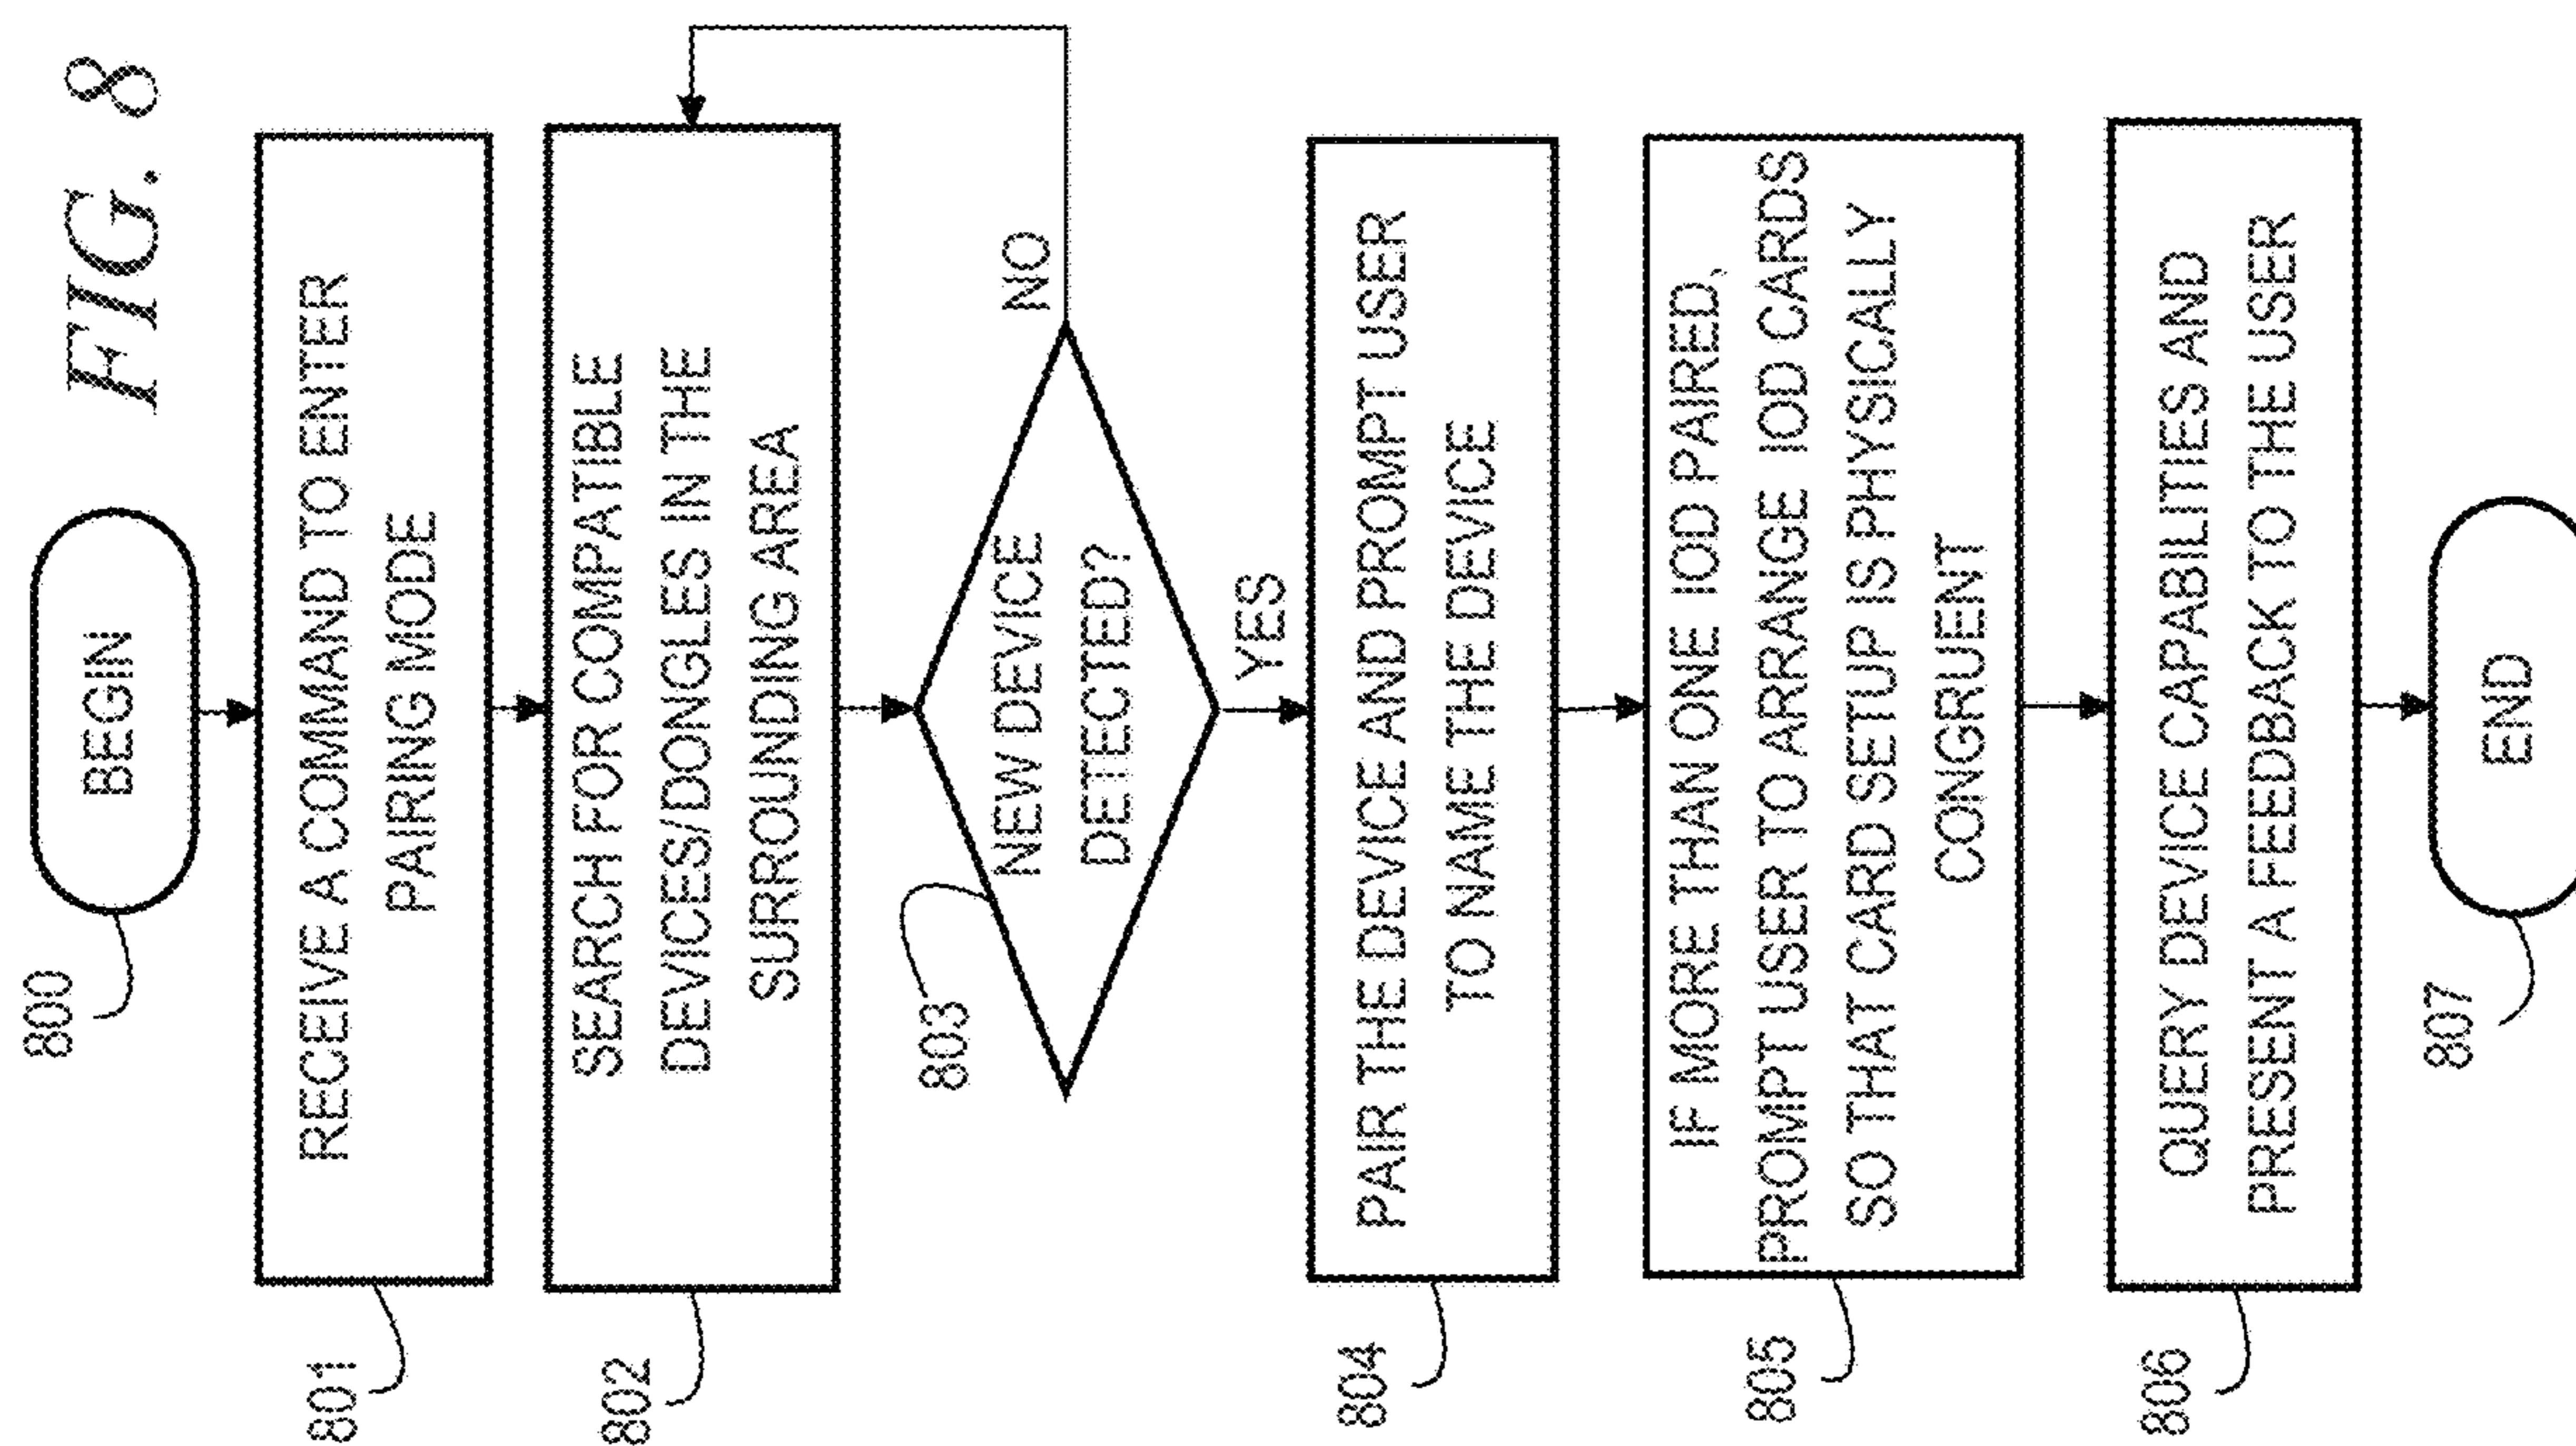 FIG. 8
BEGIN
800
RECEIVE A COMMAND TO ENTER
PAIRING MODE
801
SEARCH FOR COMPATIBLE
DEVICES/DONGLES IN THE
SURROUNDING AREA
802
NEW DEVICE
DETECTED?
803
NO
YES
PAIR THE DEVICE AND PROMPT USER
TO NAME THE DEVICE
804
IF MORE THAN ONE IOD PAIRED,
PROMPT USER TO ARRANGE IOD CARDS
SO THAT CARD SETUP IS PHYSICALLY
CONGRUENT
805
QUERY DEVICE CAPABILITIES AND
PRESENT A FEEDBACK TO THE USER
806
END
807